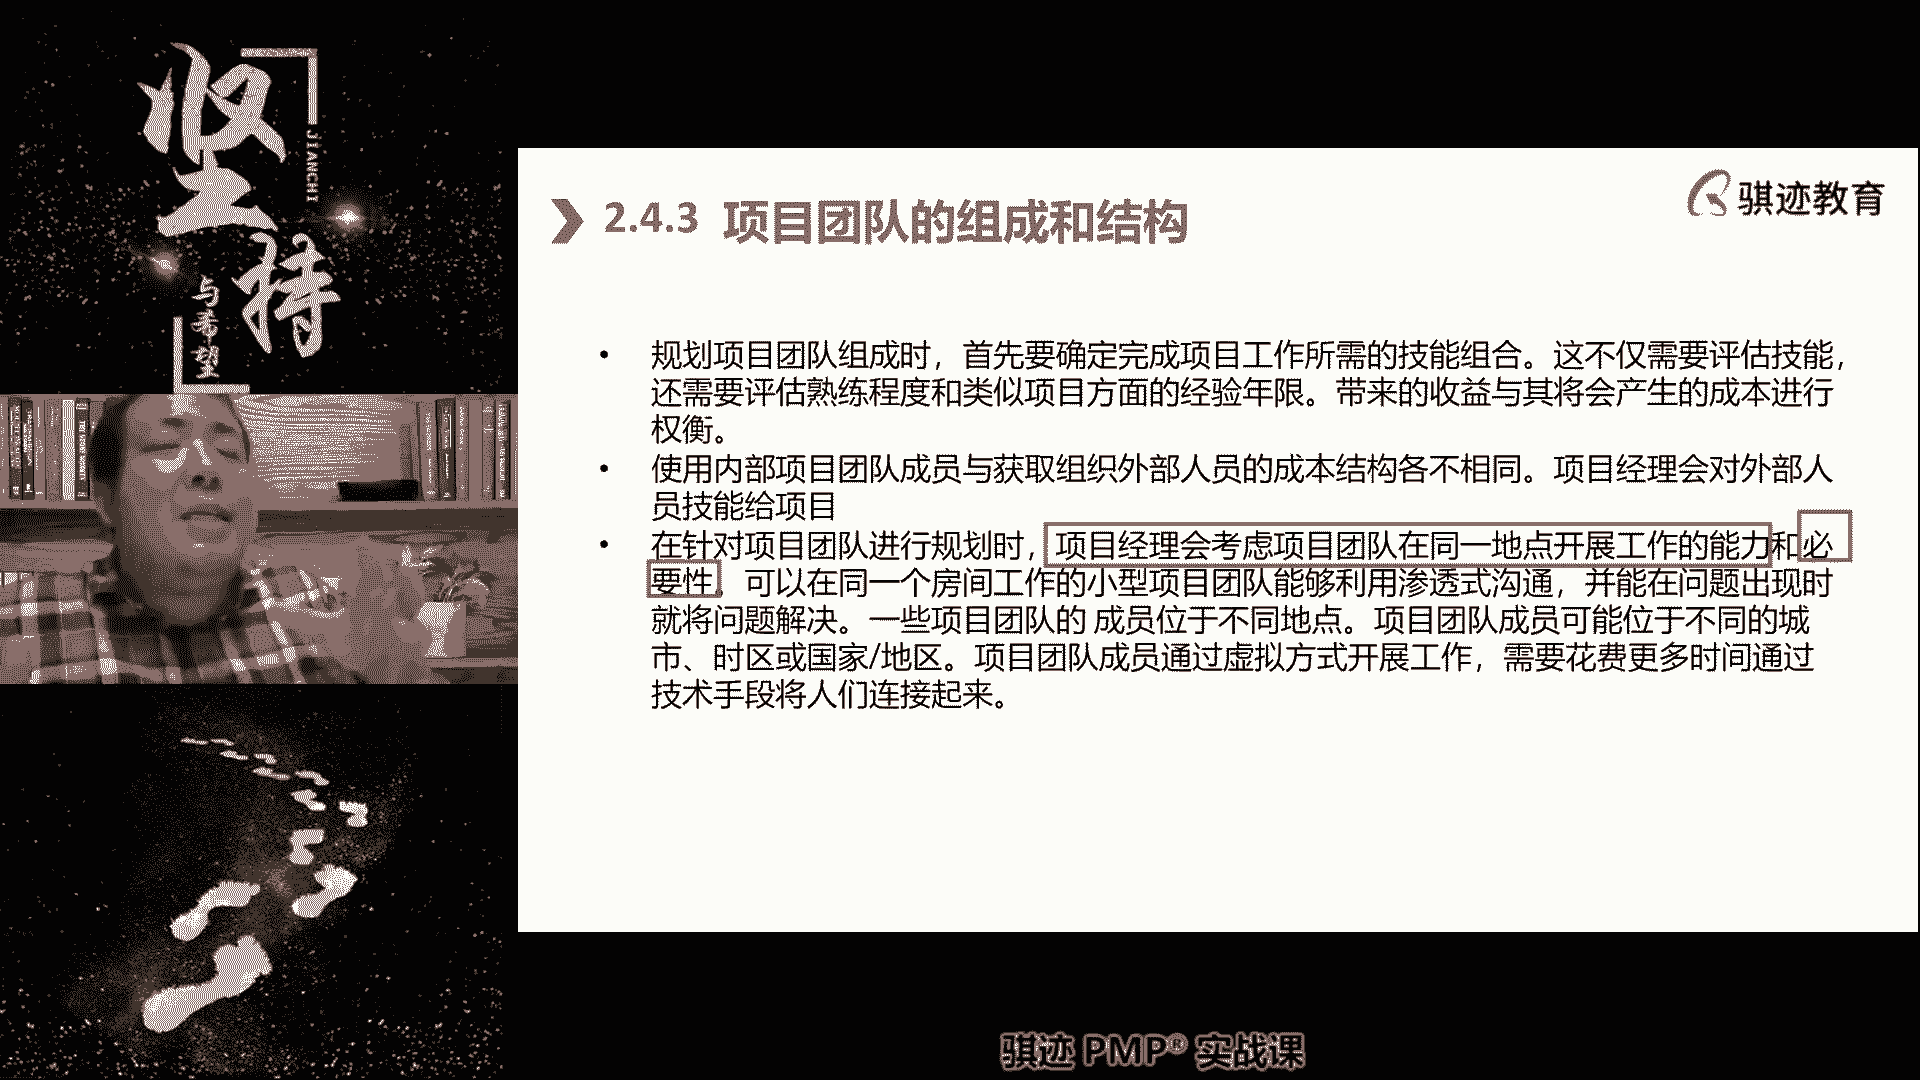 坚持
JIANCHI
与希望
骐迹教育
2.4.3 项目团队的组成和结构
• 规划项目团队组成时，首先要确定完成项目工作所需的技能组合。这不仅需要评估技能，
还需要评估熟练程度和类似项目方面的经验年限。带来的收益与其将会产生的成本进行
权衡。
• 使用内部项目团队成员与获取组织外部人员的成本结构各不相同。项目经理会对外部人
员技能给项目
• 在针对项目团队进行规划时，项目经理会考虑项目团队在同一地点开展工作的能力和必
要性。可以在同一个房间工作的小型项目团队能够利用渗透式沟通，并能在问题出现时
就将问题解决。一些项目团队的 成员位于不同地点。项目团队成员可能位于不同的城
市、时区或国家/地区。项目团队成员通过虚拟方式开展工作，需要花费更多时间通过
技术手段将人们连接起来。
骐迹 PMP® 实战课